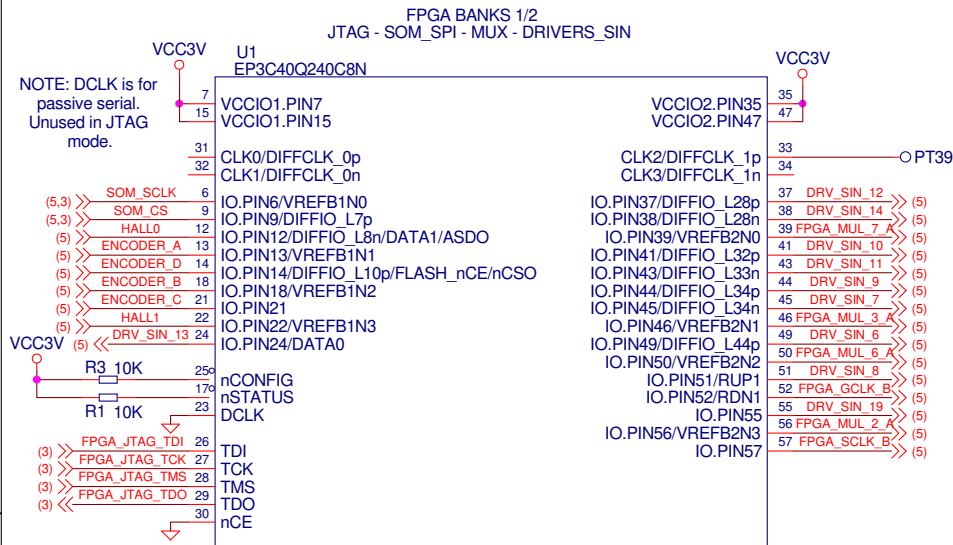 FPGA BANKS 1/2
JTAG - SOM_SPI - MUX - DRIVERS_SIN
VCC3V
U1
EP3C40Q240C8N
VCC3V
NOTE: DCLK is for
passive serial.
Unused in JTAG
mode.
7 VCCIO1.PIN7
15 VCCIO1.PIN15
31 CLK0/DIFFCLK_0p
32 CLK1/DIFFCLK_0n
(5,3) SOM_SCLK 6 IO.PIN6/VREFB1N0
(5,3) SOM_CS 9 IO.PIN9/DIFFIO_L7p
(5) HALL0 12 IO.PIN12/DIFFIO_L8n/DATA1/ASDO
(5) ENCODER_A 13 IO.PIN13/VREFB1N1
(5) ENCODER_D 14 IO.PIN14/DIFFIO_L10p/FLASH_nCE/nCSO
(5) ENCODER_B 18 IO.PIN18/VREFB1N2
(5) ENCODER_C 21 IO.PIN21
(5) HALL1 22 IO.PIN22/VREFB1N3
(5) DRV_SIN_13 24 IO.PIN24/DATA0
VCC3V
R3 10K 25 nCONFIG
17 nSTATUS
R1 10K
23 DCLK
(3) FPGA_JTAG_TDI 26 TDI
(3) FPGA_JTAG_TCK 27 TCK
(3) FPGA_JTAG_TMS 28 TMS
(3) FPGA_JTAG_TDO 29 TDO
30 nCE
VCCIO2.PIN35 35
VCCIO2.PIN47 47
CLK2/DIFFCLK_1p 33 PT39
CLK3/DIFFCLK_1n 34
IO.PIN37/DIFFIO_L28p 37 DRV_SIN_12 (5)
IO.PIN38/DIFFIO_L28n 38 DRV_SIN_14 (5)
IO.PIN39/VREFB2N0 39 FPGA_MUL_7_A (5)
IO.PIN41/DIFFIO_L32p 41 DRV_SIN_10 (5)
IO.PIN43/DIFFIO_L33n 43 DRV_SIN_11 (5)
IO.PIN44/DIFFIO_L34p 44 DRV_SIN_9 (5)
IO.PIN45/DIFFIO_L34n 45 DRV_SIN_7 (5)
IO.PIN46/VREFB2N1 46 FPGA_MUL_3_A (5)
IO.PIN49/DIFFIO_L44p 49 DRV_SIN_6 (5)
IO.PIN50/VREFB2N2 50 FPGA_MUL_6_A (5)
IO.PIN51/RUP1 51 DRV_SIN_8 (5)
IO.PIN52/RDN1 52 FPGA_GCLK_B (5)
IO.PIN55 55 DRV_SIN_19 (5)
IO.PIN56/VREFB2N3 56 FPGA_MUL_2_A (5)
IO.PIN57 57 FPGA_SCLK_B (5)